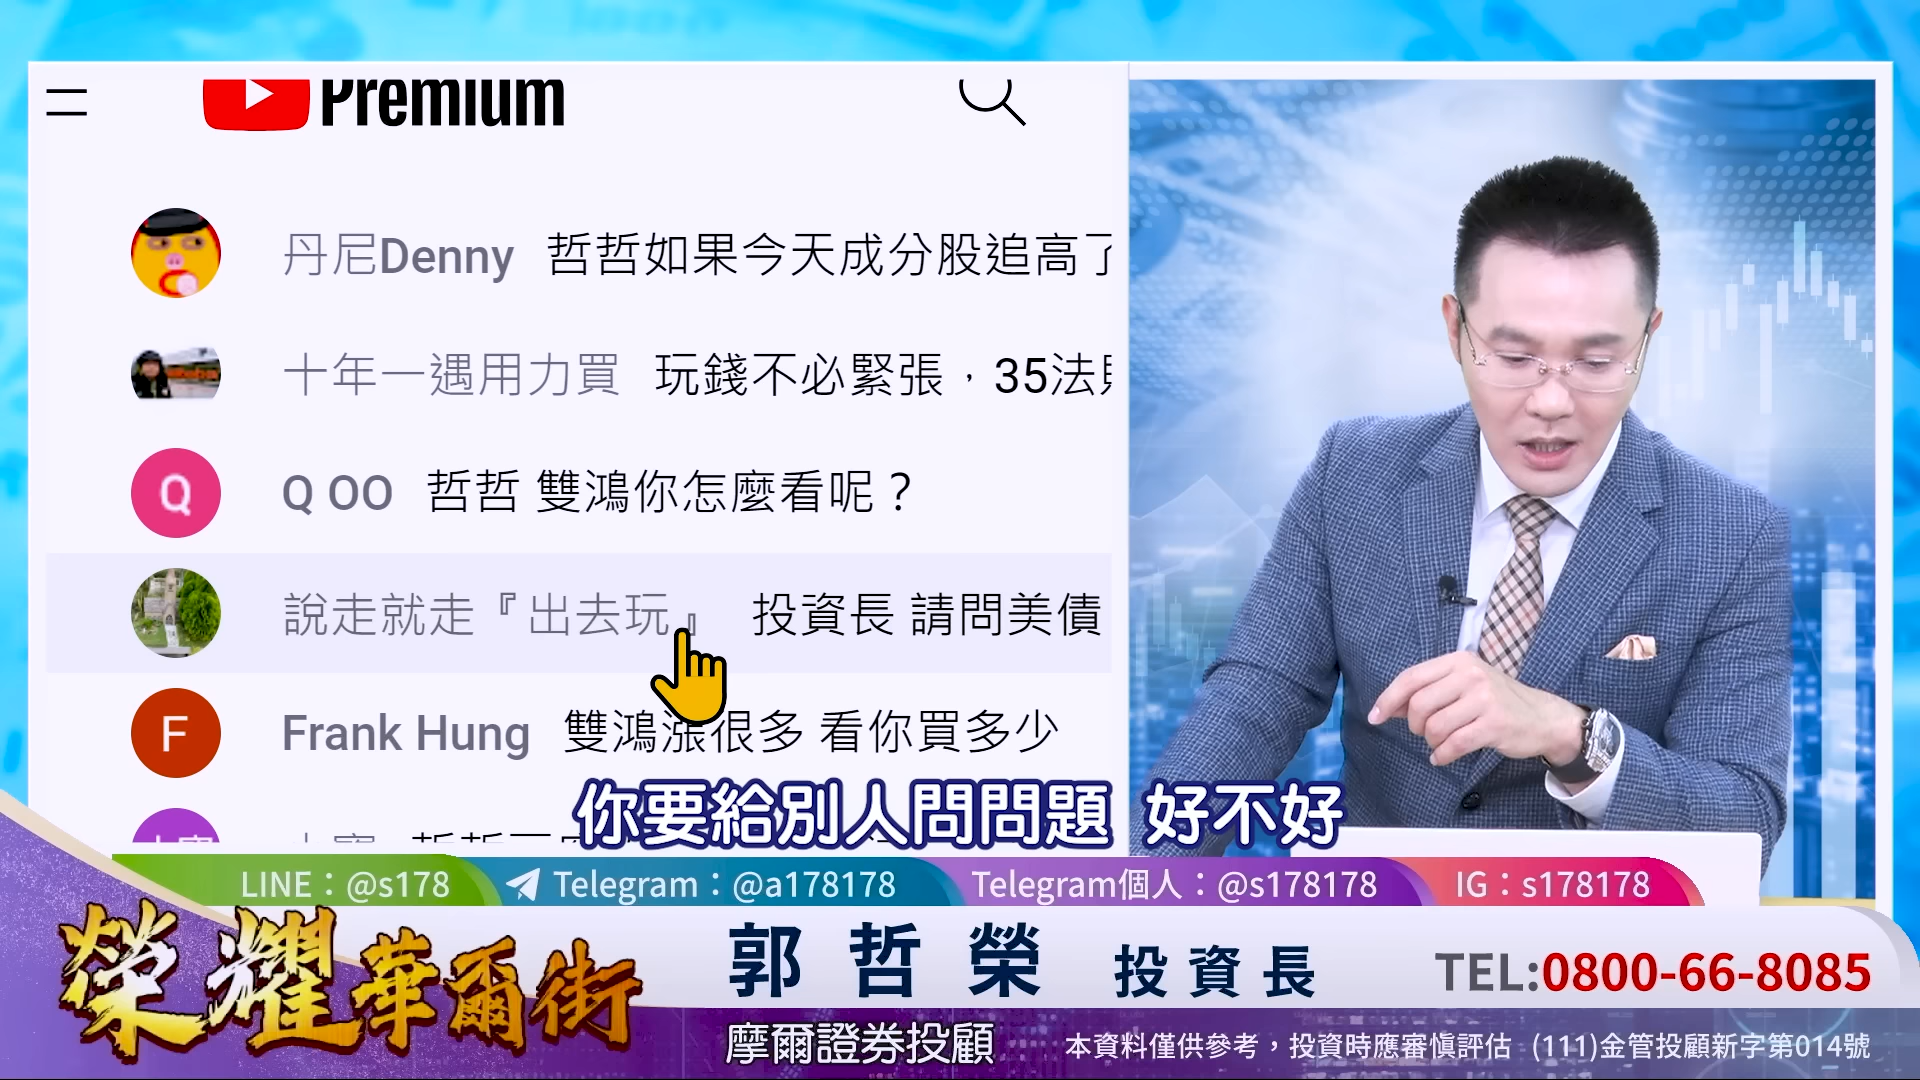 Premium
丹尼Denny 哲哲如果今天成分股追高了
十年一遇用力買 玩錢不必緊張，35法
Q
Q OO 哲哲 雙鴻你怎麼看呢？
說走就走『出去玩』 投資長 請問美債
F
Frank Hung 雙鴻漲很多 看你買多少
你要給別人問問題 好不好
LINE：@s178
Telegram：@a178178
Telegram個人：@s178178
IG：s178178
榮耀華爾街
郭哲榮 投資長
TEL:0800-66-8085
摩爾證券投顧
本資料僅供參考，投資時應審慎評估 (111)金管投顧新字第014號